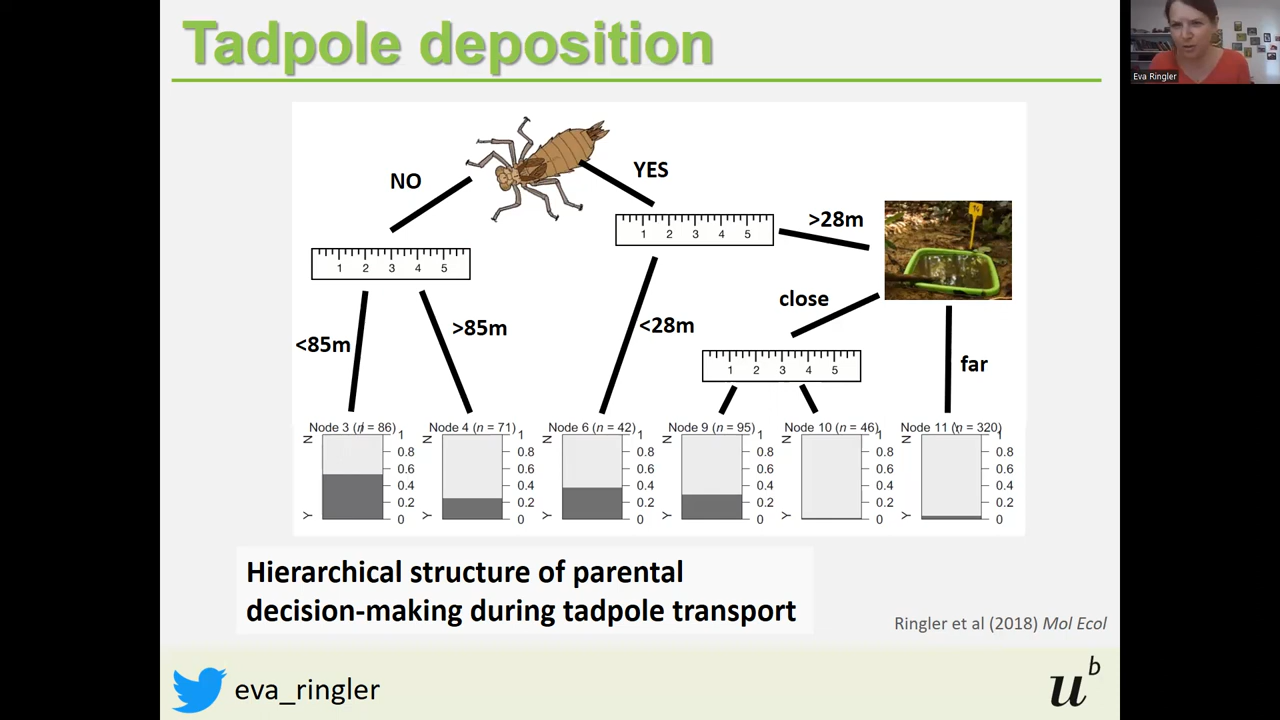 Tadpole deposition
Eva Ringler
NO
YES
1 2 3 4 5
>28m
1 2 3 4 5
close
<85m
>85m
<28m
1 2 3 4 5
far
Node 3 (n = 86)
N
Y
1
0.8
0.6
0.4
0.2
0
Node 4 (n = 71)
N
Y
1
0.8
0.6
0.4
0.2
0
Node 6 (n = 42)
N
Y
1
0.8
0.6
0.4
0.2
0
Node 9 (n = 95)
N
Y
1
0.8
0.6
0.4
0.2
0
Node 10 (n = 46)
N
Y
1
0.8
0.6
0.4
0.2
0
Node 11 (n = 320)
N
Y
1
0.8
0.6
0.4
0.2
0
Hierarchical structure of parental
decision-making during tadpole transport
Ringler et al (2018) Mol Ecol
eva_ringler
u b